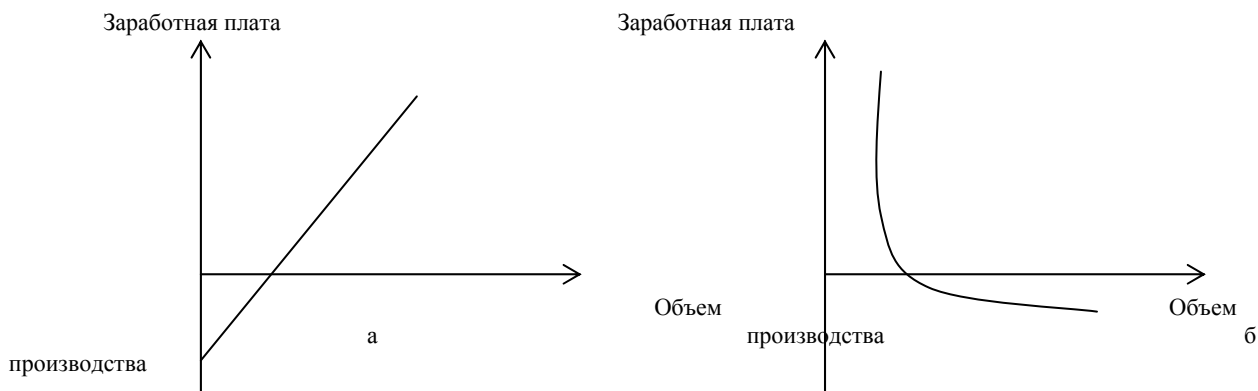 Заработная плата
Заработная плата
Объем
Объем
а
производства
б
производства